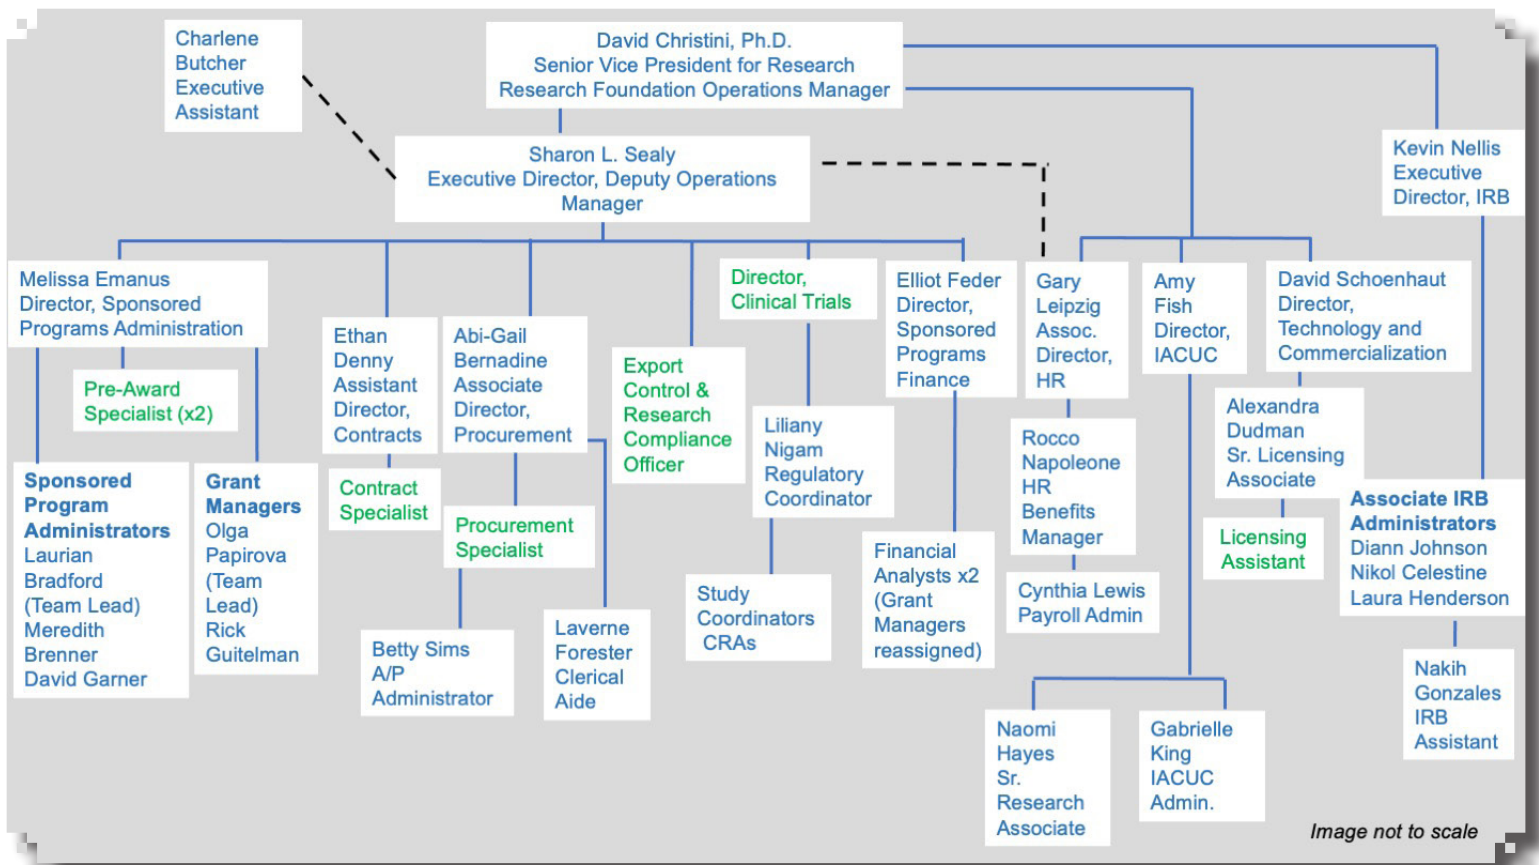 Charlene
Butcher
Executive
Assistant
David Christini, Ph.D.
Senior Vice President for Research
Research Foundation Operations Manager
Sharon L. Sealy
Executive Director, Deputy Operations
Manager
Kevin Nellis
Executive
Director, IRB
Melissa Emanus
Director, Sponsored
Programs Administration
Ethan
Denny
Assistant
Director,
Contracts
Abi-Gail
Bernadine
Associate
Director,
Procurement
Export
Control &
Research
Compliance
Officer
Director,
Clinical Trials
Elliot Feder
Director,
Sponsored
Programs
Finance
Gary
Leipzig
Assoc.
Director,
HR
Amy
Fish
Director,
IACUC
David Schoenhaut
Director,
Technology and
Commercialization
Pre-Award
Specialist (x2)
Sponsored
Program
Administrators
Laurian
Bradford
(Team Lead)
Meredith
Brenner
David Garner
Grant
Managers
Olga
Papirova
(Team
Lead)
Rick
Guitelman
Contract
Specialist
Procurement
Specialist
Betty Sims
A/P
Administrator
Laverne
Forester
Clerical
Aide
Liliany
Nigam
Regulatory
Coordinator
Study
Coordinators
CRAs
Financial
Analysts x2
(Grant
Managers
reassigned)
Rocco
Napoleone
HR
Benefits
Manager
Cynthia Lewis
Payroll Admin
Alexandra
Dudman
Sr. Licensing
Associate
Licensing
Assistant
Associate IRB
Administrators
Diann Johnson
Nikol Celestine
Laura Henderson
Nakih
Gonzales
IRB
Assistant
Naomi
Hayes
Sr.
Research
Associate
Gabrielle
King
IACUC
Admin.
Image not to scale